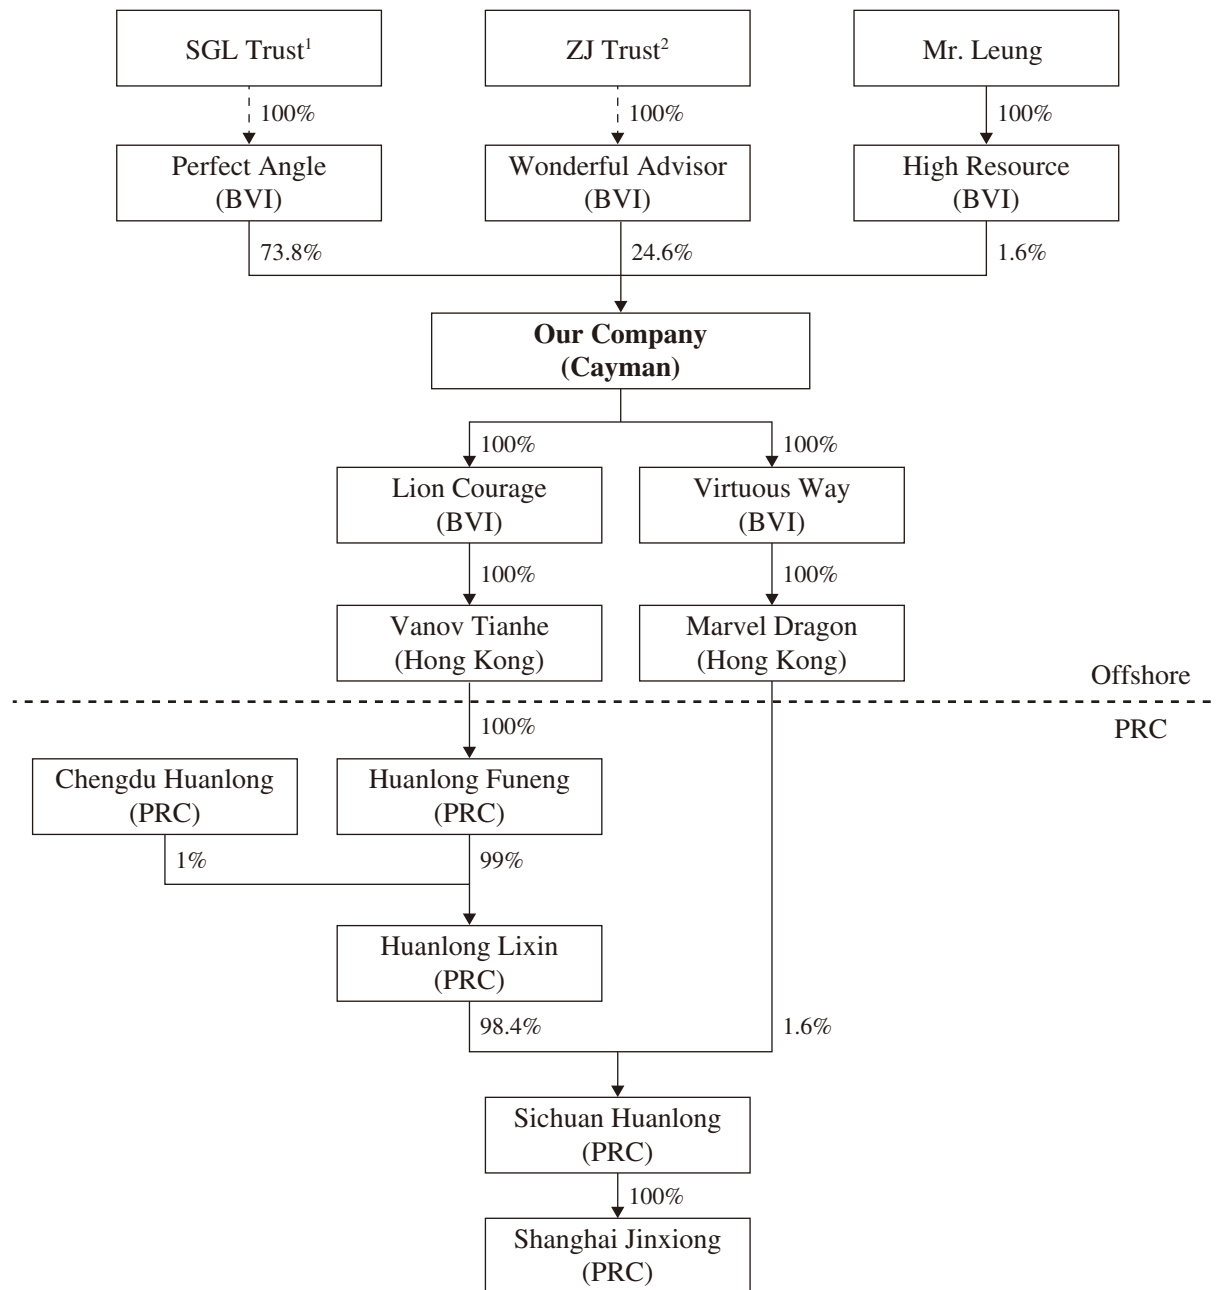 SGL Trust¹
ZJ Trust²
Mr. Leung
100%
100%
100%
Perfect Angle
(BVI)
Wonderful Advisor
(BVI)
High Resource
(BVI)
73.8%
24.6%
1.6%
Our Company
(Cayman)
100%
100%
Lion Courage
(BVI)
Virtuous Way
(BVI)
100%
100%
Vanov Tianhe
(Hong Kong)
Marvel Dragon
(Hong Kong)
Offshore
PRC
100%
Chengdu Huanlong
(PRC)
Huanlong Funeng
(PRC)
1%
99%
Huanlong Lixin
(PRC)
98.4%
1.6%
Sichuan Huanlong
(PRC)
100%
Shanghai Jinxiong
(PRC)